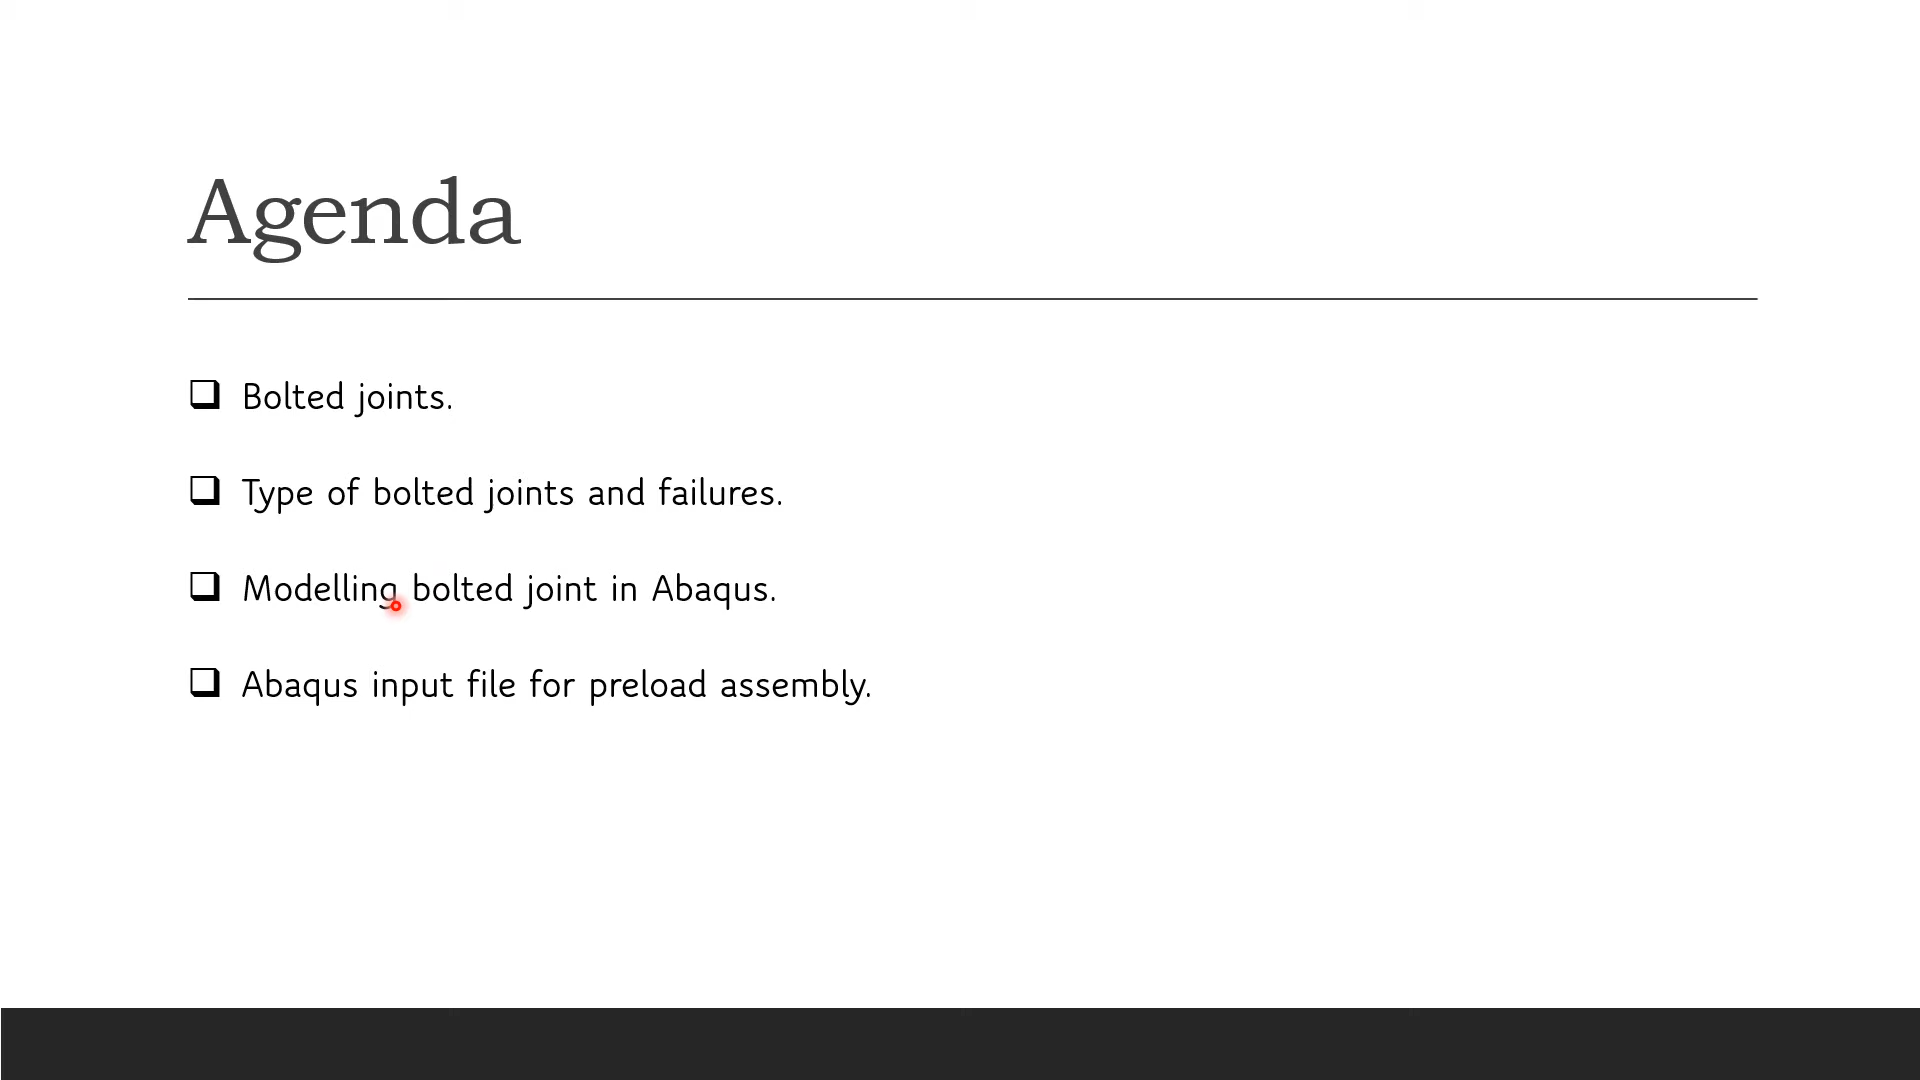 Agenda
Bolted joints.
Type of bolted joints and failures.
Modelling bolted joint in Abaqus.
Abaqus input file for preload assembly.